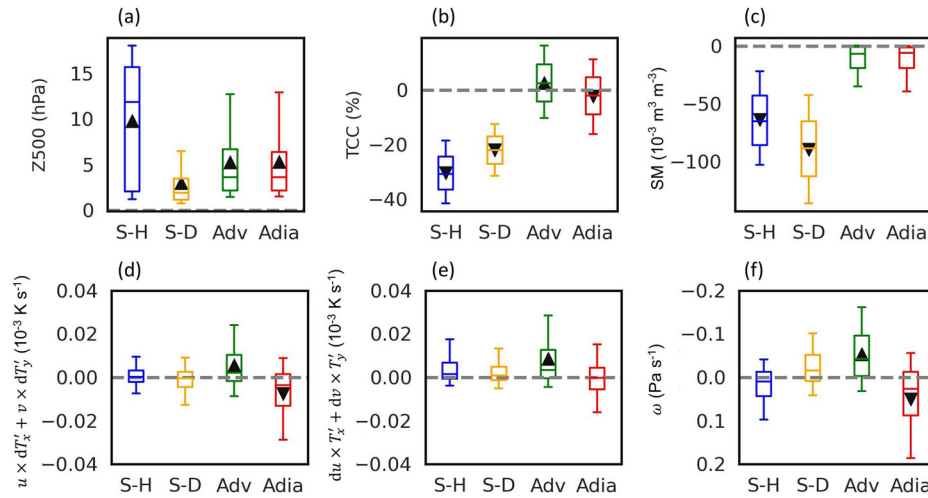 (a)
(b)
(c)
Z500 (hPa)
15
10
5
0
S-H S-D Adv Adia
TCC (%)
0
−20
−40
S-H S-D Adv Adia
SM (10⁻³ m³ m⁻³)
0
−50
−100
S-H S-D Adv Adia
(d)
(e)
(f)
u × dT′ₓ + v × dT′ᵧ (10⁻³ K s⁻¹)
0.04
0.02
0.00
−0.02
−0.04
S-H S-D Adv Adia
du × T′ₓ + dv × T′ᵧ (10⁻³ K s⁻¹)
0.04
0.02
0.00
−0.02
−0.04
S-H S-D Adv Adia
ω (Pa s⁻¹)
−0.2
−0.1
0.0
0.1
0.2
S-H S-D Adv Adia